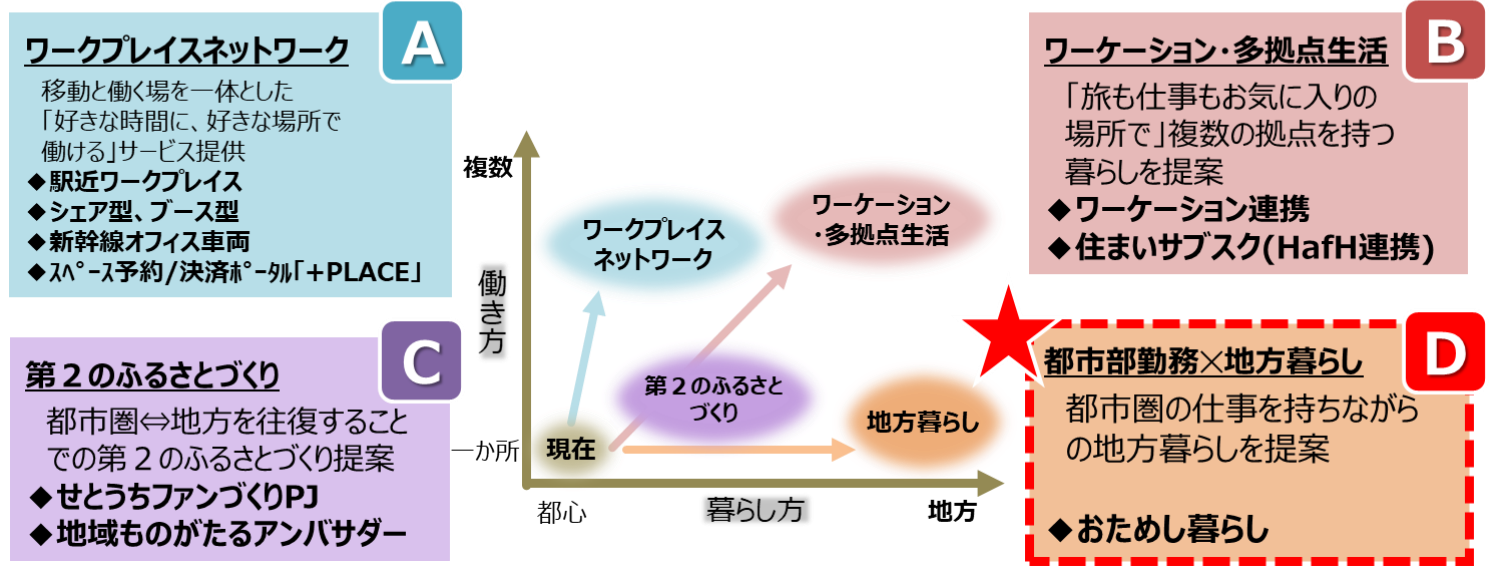 A
ワークプレイスネットワーク
移動と働く場を一体とした
「好きな時間に、好きな場所で
働ける」サービス提供
◆駅近ワークプレイス
◆シェア型、ブース型
◆新幹線オフィス車両
◆ｽﾍﾟｰｽ予約/決済ﾎﾟｰﾀﾙ「+PLACE」
B
ワーケーション・多拠点生活
「旅も仕事もお気に入りの
場所で」複数の拠点を持つ
暮らしを提案
◆ワーケーション連携
◆住まいサブスク(HafH連携)
複数
働き方
一か所
ワークプレイス
ネットワーク
ワーケーション
・多拠点生活
第２のふるさと
づくり
地方暮らし
現在
都心
暮らし方
地方
C
第２のふるさとづくり
都市圏⇔地方を往復すること
での第２のふるさとづくり提案
◆せとうちファンづくりPJ
◆地域ものがたるアンバサダー
D
都市部勤務×地方暮らし
都市圏の仕事を持ちながら
の地方暮らしを提案
◆おためし暮らし